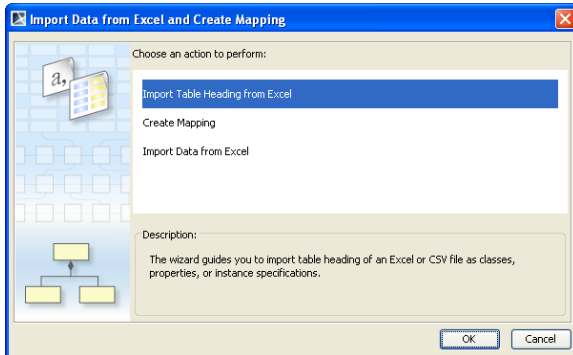 Import Data from Excel and Create Mapping
Choose an action to perform:
a,
Import Table Heading from Excel
Create Mapping
Import Data from Excel
Description:
The wizard guides you to import table heading of an Excel or CSV file as classes,
properties, or instance specifications.
OK
Cancel